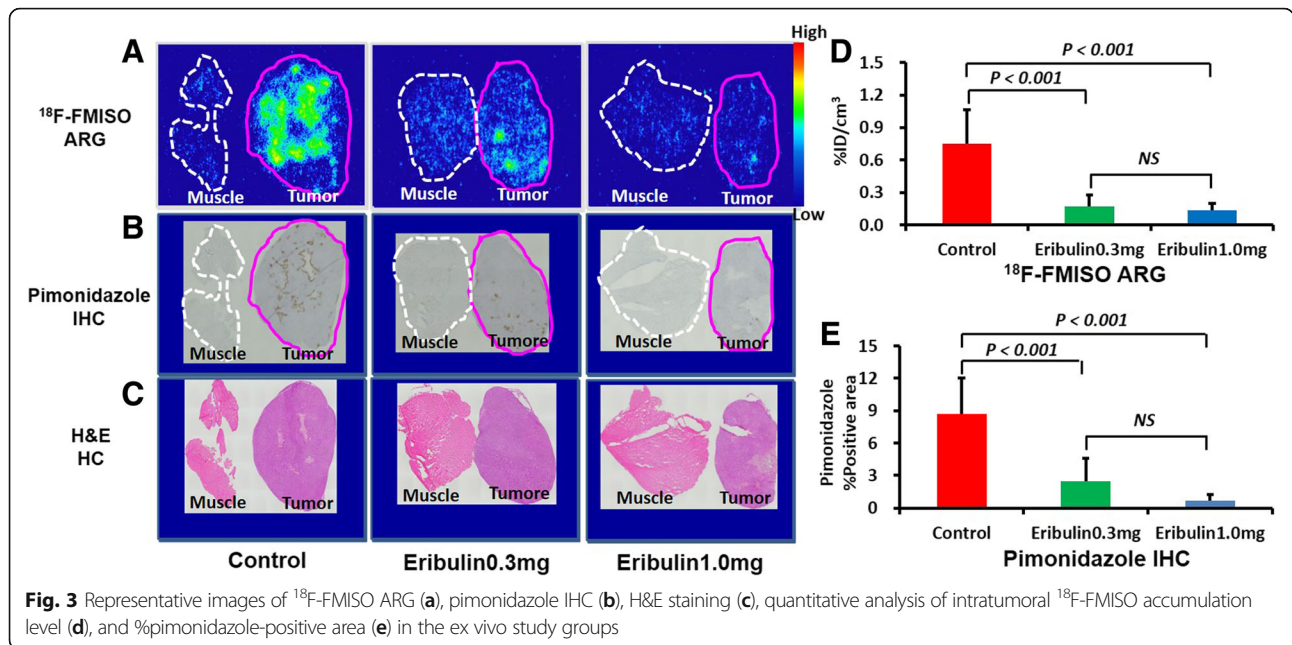 A
¹⁸F-FMISO
ARG
Muscle Tumor Muscle Tumor Muscle Tumor
High
Low
B
Pimonidazole
IHC
Muscle Tumor Muscle Tumore Muscle Tumor
C
H&E
HC
Muscle Tumor Muscle Tumore Muscle Tumor
Control Eribulin0.3mg Eribulin1.0mg
D
P < 0.001
P < 0.001
NS
%ID/cm³
1.5
1.2
0.9
0.6
0.3
0.0
Control Eribulin0.3mg Eribulin1.0mg
¹⁸F-FMISO ARG
E
P < 0.001
P < 0.001
NS
Pimonidazole
%Positive area
15
12
9
6
3
0
Control Eribulin0.3mg Eribulin1.0mg
Pimonidazole IHC
Fig. 3 Representative images of ¹⁸F-FMISO ARG (a), pimonidazole IHC (b), H&E staining (c), quantitative analysis of intratumoral ¹⁸F-FMISO accumulation
level (d), and %pimonidazole-positive area (e) in the ex vivo study groups